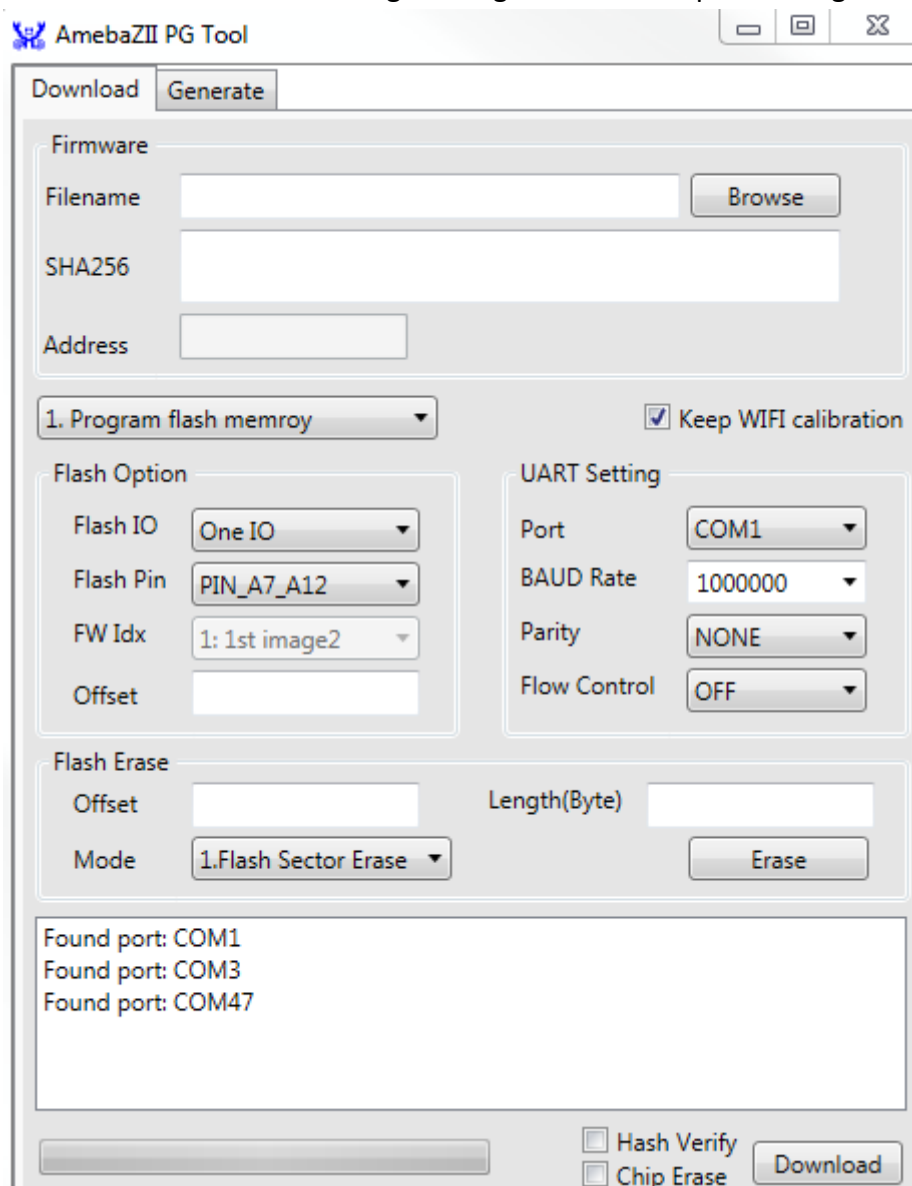 AmebaZII PG Tool
Download Generate
Firmware
Filename Browse
SHA256
Address
1. Program flash memroy Keep WIFI calibration
Flash Option UART Setting
Flash IO One IO Port COM1
Flash Pin PIN_A7_A12 BAUD Rate 1000000
FW Idx 1: 1st image2 Parity NONE
Offset Flow Control OFF
Flash Erase
Offset Length(Byte)
Mode 1.Flash Sector Erase Erase
Found port: COM1
Found port: COM3
Found port: COM47
Hash Verify
Chip Erase Download